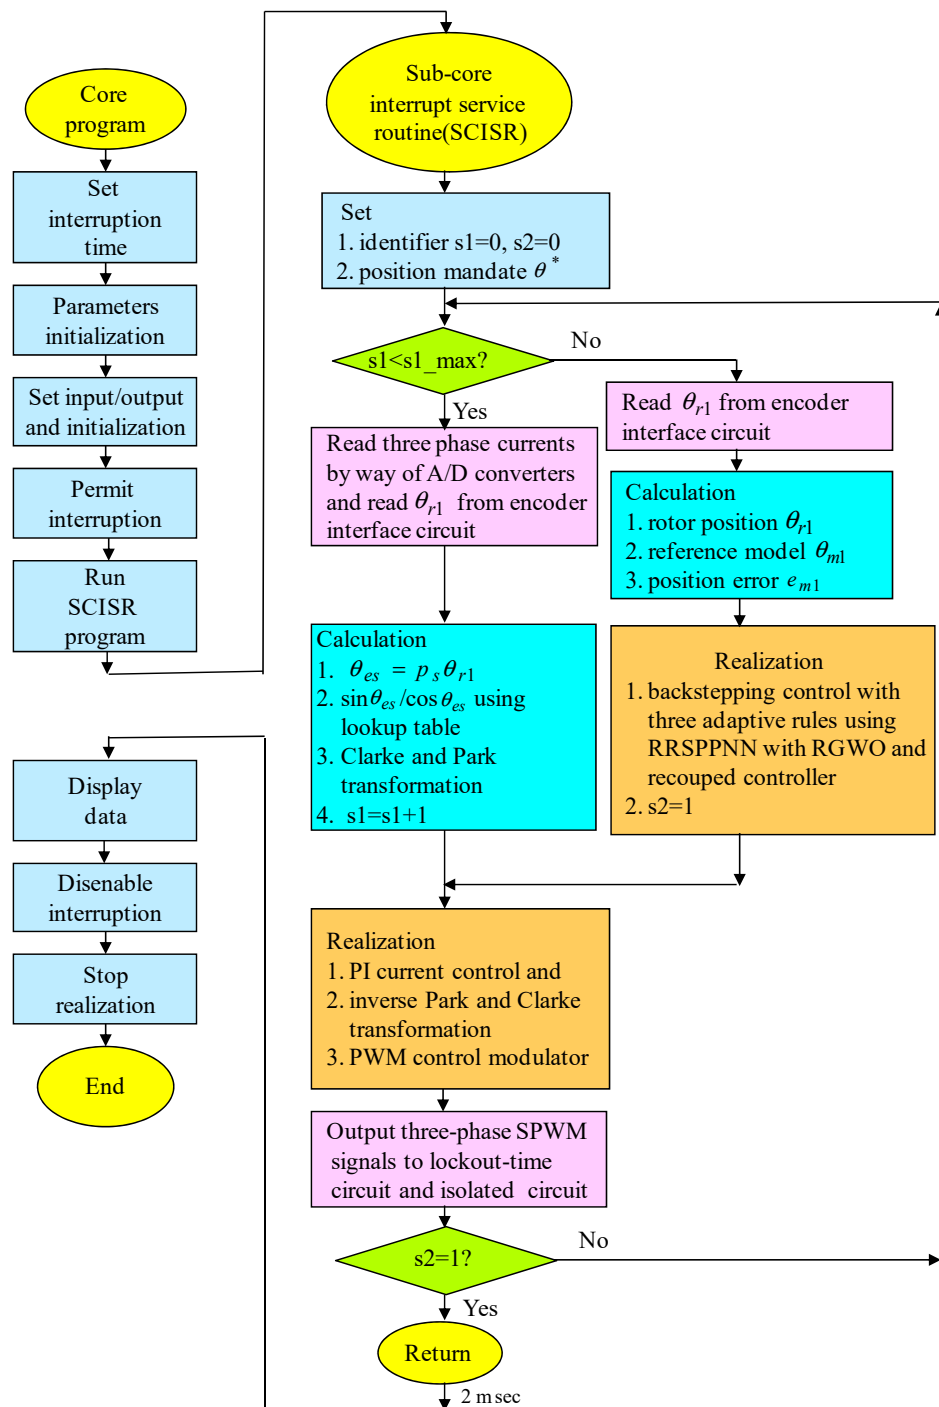 Core
program
Set
interruption
time
Parameters
initialization
Set input/output
and initialization
Permit
interruption
Run
SCISR
program
Display
data
Disenable
interruption
Stop
realization
End
Sub-core
interrupt service
routine(SCISR)
Set
1. identifier s1=0, s2=0
2. position mandate θ*
s1<s1_max?
No
Yes
Read three phase currents
by way of A/D converters
and read θr1 from encoder
interface circuit
Read θr1 from encoder
interface circuit
Calculation
1. rotor position θr1
2. reference model θm1
3. position error em1
Calculation
1. θes = psθr1
2. sinθes/cosθes using
lookup table
3. Clarke and Park
transformation
4. s1=s1+1
Realization
1. backstepping control with
three adaptive rules using
RRSPPNN with RGWO and
recouped controller
2. s2=1
Realization
1. PI current control and
2. inverse Park and Clarke
transformation
3. PWM control modulator
Output three-phase SPWM
signals to lockout-time
circuit and isolated circuit
s2=1?
No
Yes
Return
2 msec